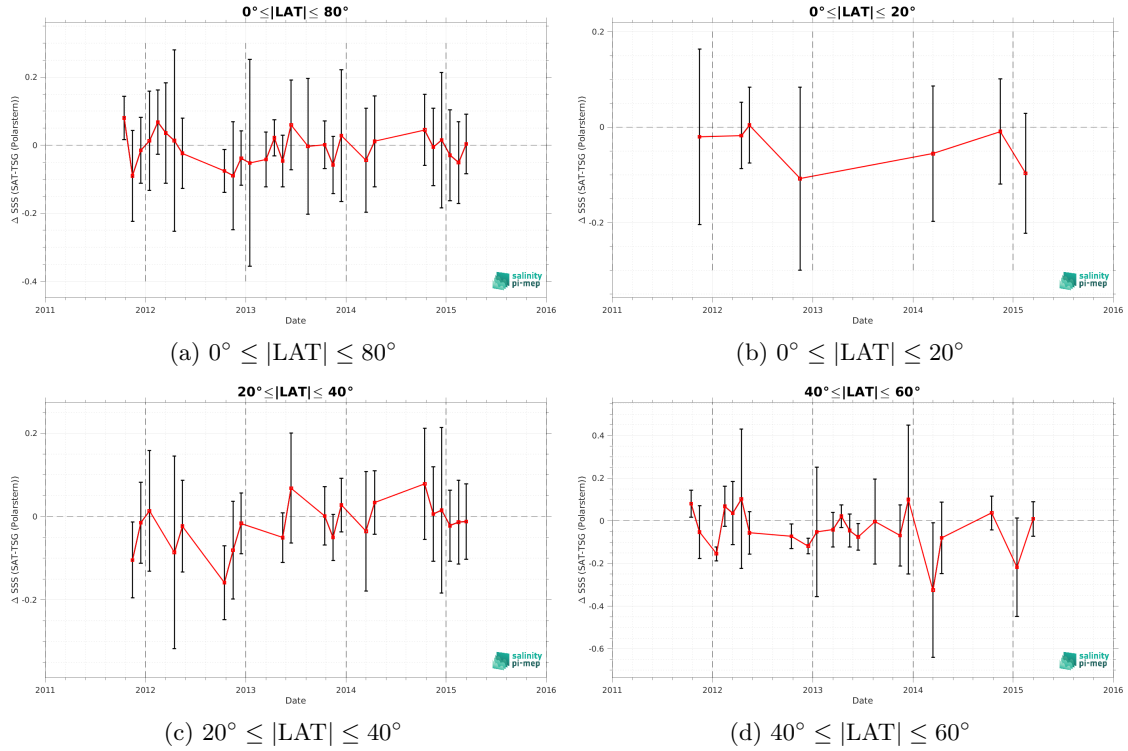 0°≤|LAT|≤ 80°
Δ SSS (SAT-TSG (Polarstern))
0.2
0
-0.2
-0.4
2011 2012 2013 2014 2015 2016
Date
salinity
pi-mep
(a) 0° ≤ |LAT| ≤ 80°
0°≤|LAT|≤ 20°
Δ SSS (SAT-TSG (Polarstern))
0.2
0
-0.2
2011 2012 2013 2014 2015 2016
Date
salinity
pi-mep
(b) 0° ≤ |LAT| ≤ 20°
20°≤|LAT|≤ 40°
Δ SSS (SAT-TSG (Polarstern))
0.2
0
-0.2
2011 2012 2013 2014 2015 2016
Date
salinity
pi-mep
(c) 20° ≤ |LAT| ≤ 40°
40°≤|LAT|≤ 60°
Δ SSS (SAT-TSG (Polarstern))
0.4
0.2
0
-0.2
-0.4
-0.6
2011 2012 2013 2014 2015 2016
Date
salinity
pi-mep
(d) 40° ≤ |LAT| ≤ 60°